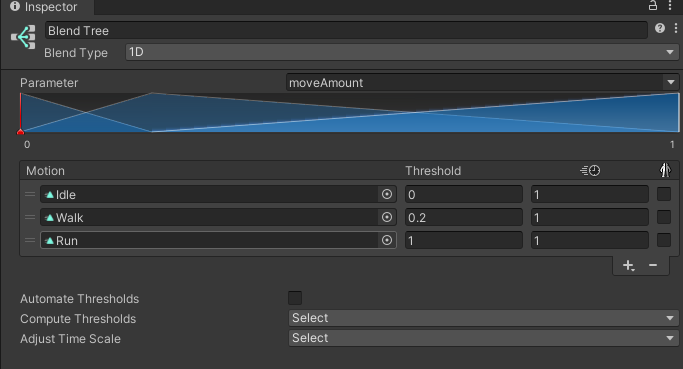 Inspector
Blend Tree
Blend Type 1D
Parameter moveAmount
0 1
Motion Threshold
Idle 0 1
Walk 0.2 1
Run 1 1
+ −
Automate Thresholds
Compute Thresholds Select
Adjust Time Scale Select